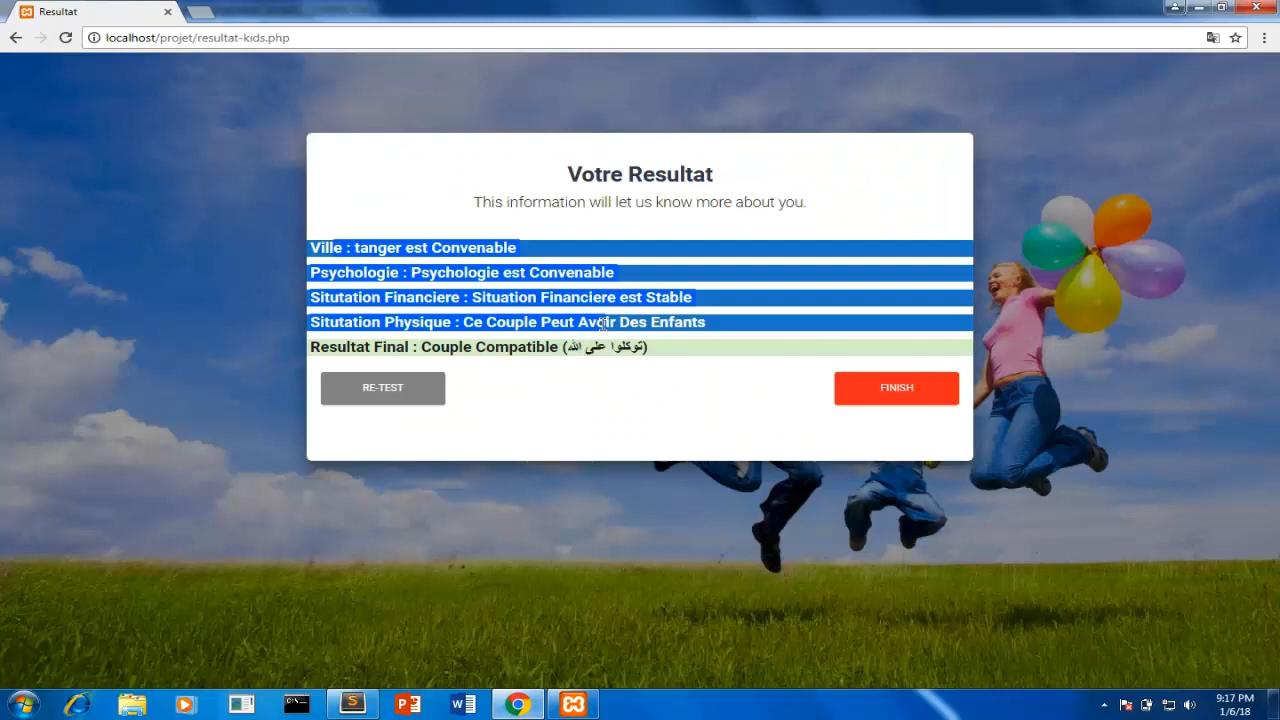 Resultat
localhost/projet/resultat-kids.php
Votre Resultat
This information will let us know more about you.
Ville : tanger est Convenable
Psychologie : Psychologie est Convenable
Situtation Financiere : Situation Financiere est Stable
Situtation Physique : Ce Couple Peut Avoir Des Enfants
Resultat Final : Couple Compatible (توكلوا على الله)
RE-TEST
FINISH
9:17 PM
1/6/18